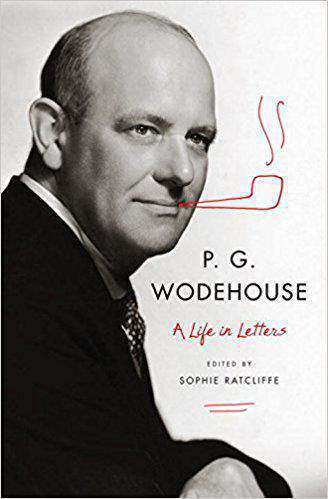 P. G.
WODEHOUSE
A Life in Letters
EDITED BY
SOPHIE RATCLIFFE